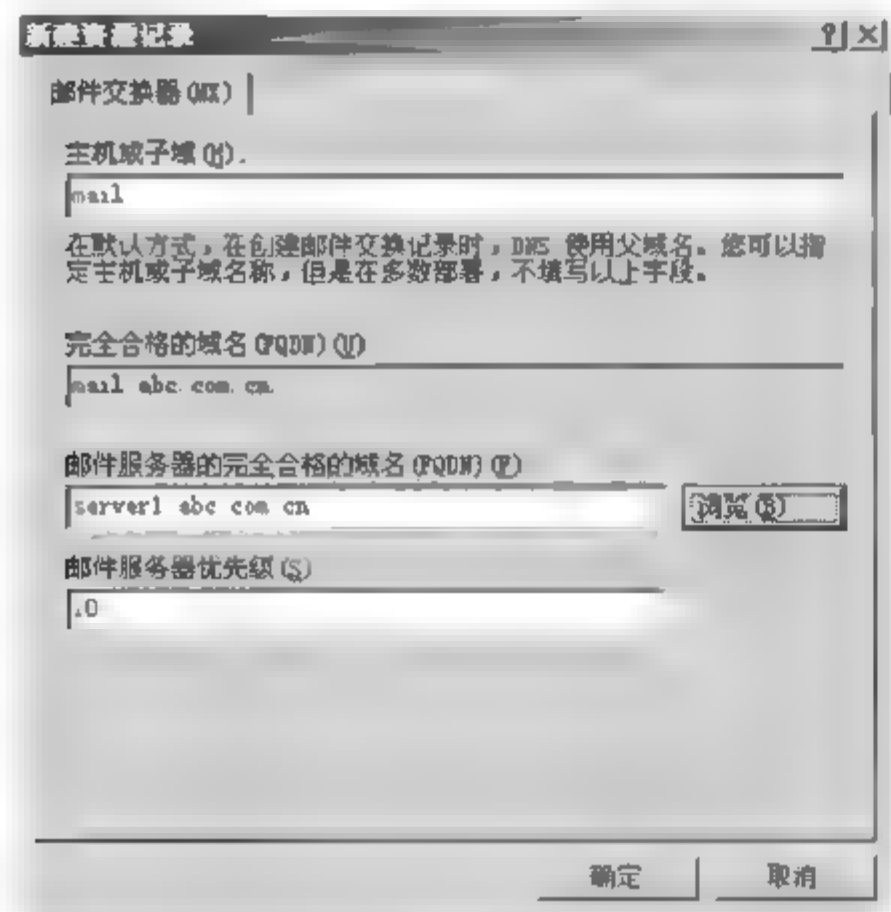 新建资源记录
邮件交换器(MX)
主机或子域(H).
mail
在默认方式，在创建邮件交换记录时，DNS 使用父域名。您可以指
定主机或子域名称，但是在多数部署，不填写以上字段。
完全合格的域名(FQDN)(U)
mail abc. com. cn.
邮件服务器的完全合格的域名(FQDN)(F)
server1 abc com cn
浏览(B)
邮件服务器优先级(S)
10
确定
取消